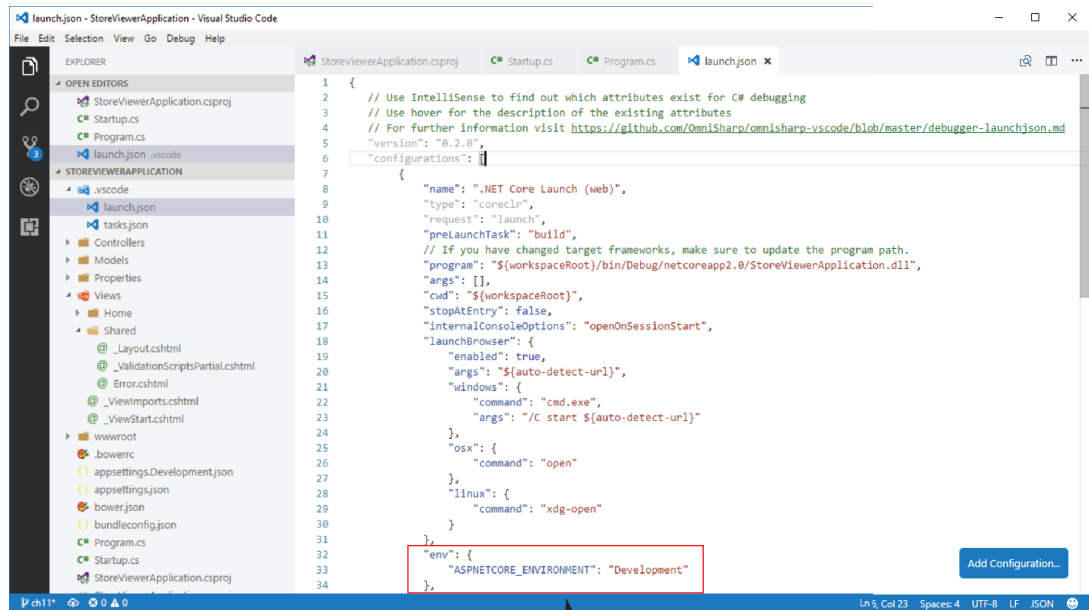 launch.json - StoreViewerApplication - Visual Studio Code
File Edit Selection View Go Debug Help
EXPLORER
OPEN EDITORS
StoreViewerApplication.csproj
C# Startup.cs
C# Program.cs
launch.json .vscode
3
STOREVIEWERAPPLICATION
.vscode
launch.json
tasks.json
Controllers
Models
Properties
Views
Home
Shared
@ _Layout.cshtml
@ _ValidationScriptsPartial.cshtml
@ Error.cshtml
@ _ViewImports.cshtml
@ _ViewStart.cshtml
wwwroot
.bowerrc
{ } appsettings.Development.json
{ } appsettings.json
bower.json
{ } bundleconfig.json
C# Program.cs
C# Startup.cs
StoreViewerApplication.csproj
StoreViewerApplication.csproj C# Startup.cs C# Program.cs launch.json ×
1 {
2 // Use IntelliSense to find out which attributes exist for C# debugging
3 // Use hover for the description of the existing attributes
4 // For further information visit https://github.com/OmniSharp/omnisharp-vscode/blob/master/debugger-launchjson.md
5 "version": "0.2.0",
6 "configurations": [
7 {
8 "name": ".NET Core Launch (web)",
9 "type": "coreclr",
10 "request": "launch",
11 "preLaunchTask": "build",
12 // If you have changed target frameworks, make sure to update the program path.
13 "program": "${workspaceRoot}/bin/Debug/netcoreapp2.0/StoreViewerApplication.dll",
14 "args": [],
15 "cwd": "${workspaceRoot}",
16 "stopAtEntry": false,
17 "internalConsoleOptions": "openOnSessionStart",
18 "launchBrowser": {
19 "enabled": true,
20 "args": "${auto-detect-url}",
21 "windows": {
22 "command": "cmd.exe",
23 "args": "/C start ${auto-detect-url}"
24 },
25 "osx": {
26 "command": "open"
27 },
28 "linux": {
29 "command": "xdg-open"
30 }
31 },
32 "env": {
33 "ASPNETCORE_ENVIRONMENT": "Development"
34 },
Add Configuration...
ch11* 0 0 Ln 6, Col 23 Spaces: 4 UTF-8 LF JSON